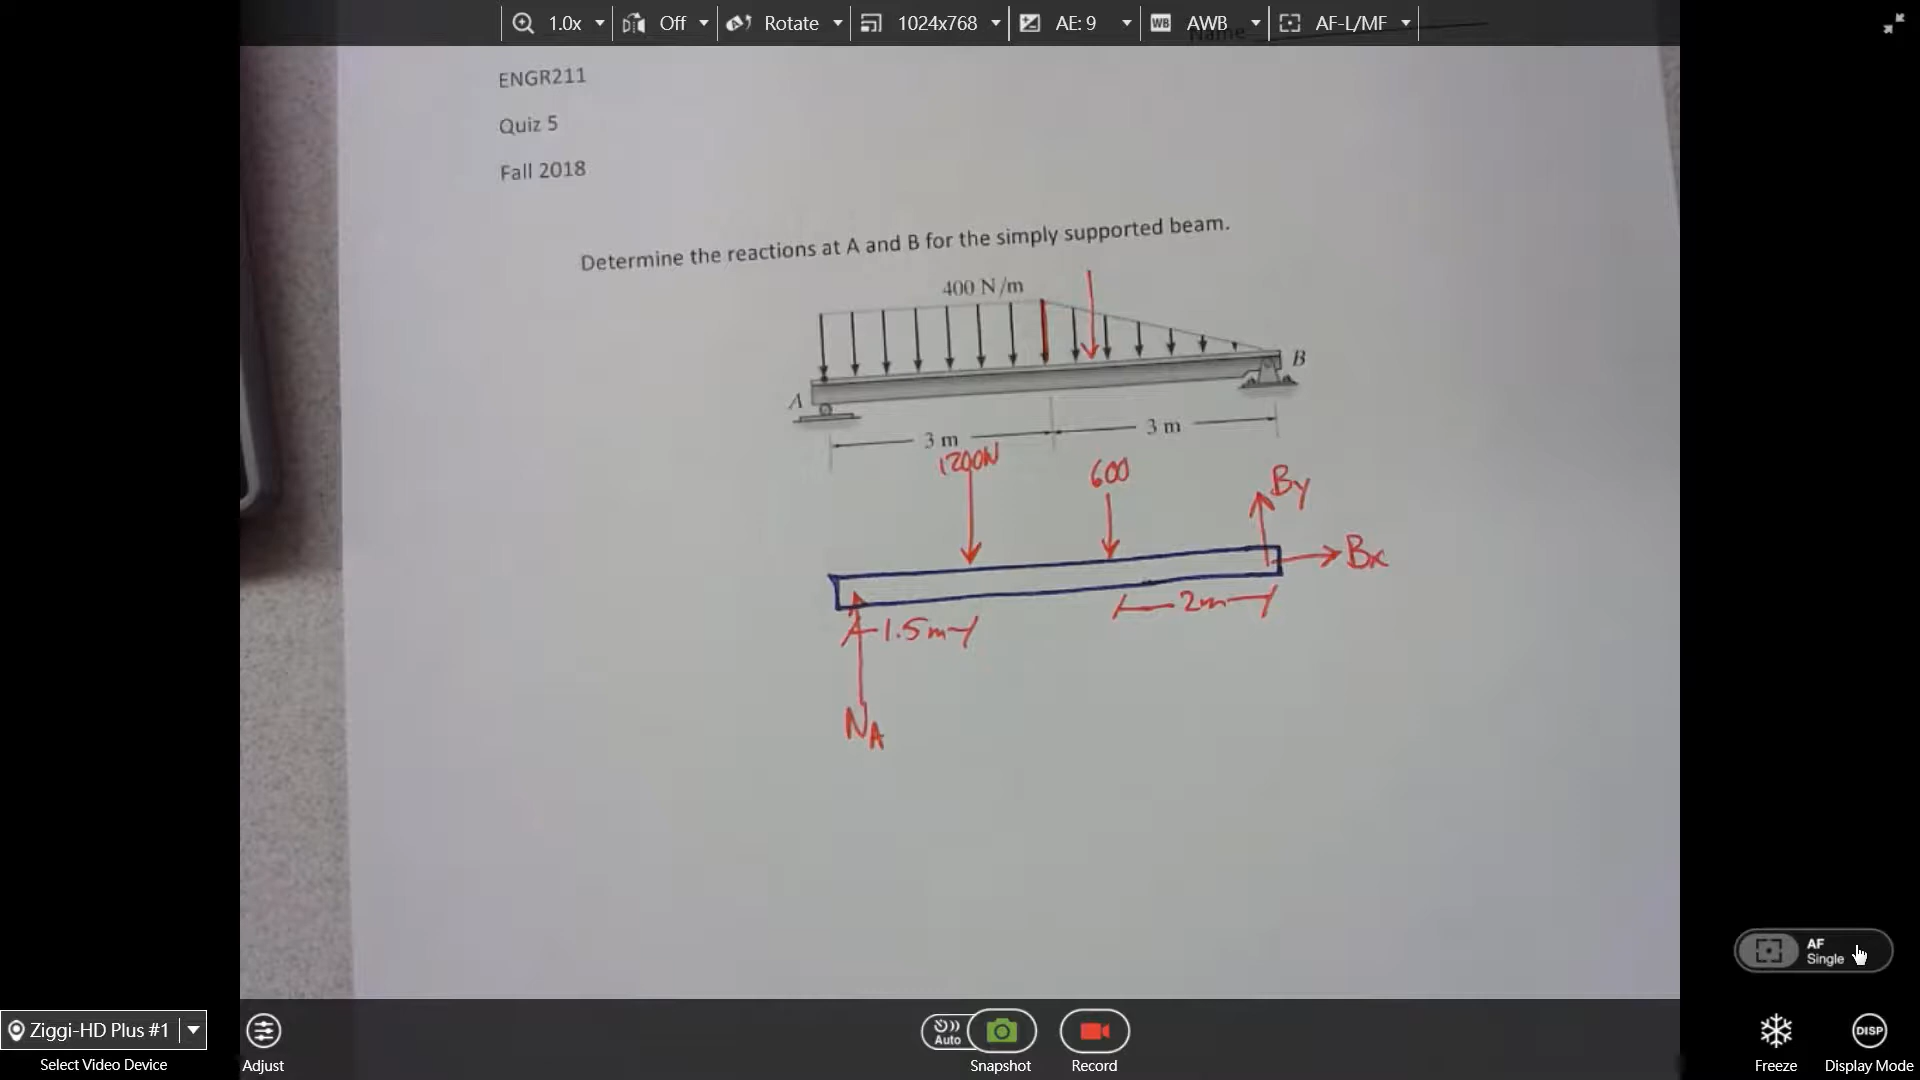 1.0x Off Rotate 1024x768 AE: 9 WB AWB AF-L/MF
Name
ENGR211
Quiz 5
Fall 2018
Determine the reactions at A and B for the simply supported beam.
400 N/m
B
A
3 m 3 m
1200N
600
By
Bx
1.5m
2m
NA
AF
Single
Ziggi-HD Plus #1
Select Video Device
Adjust
Auto
Snapshot
Record
Freeze
DISP
Display Mode